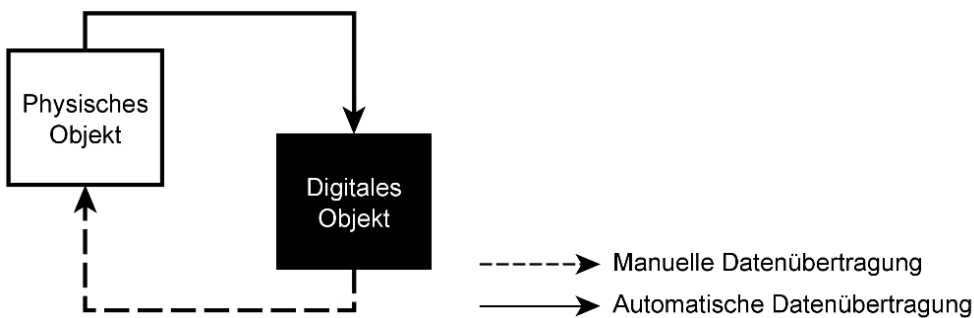 Physisches
Objekt
Digitales
Objekt
Manuelle Datenübertragung
Automatische Datenübertragung